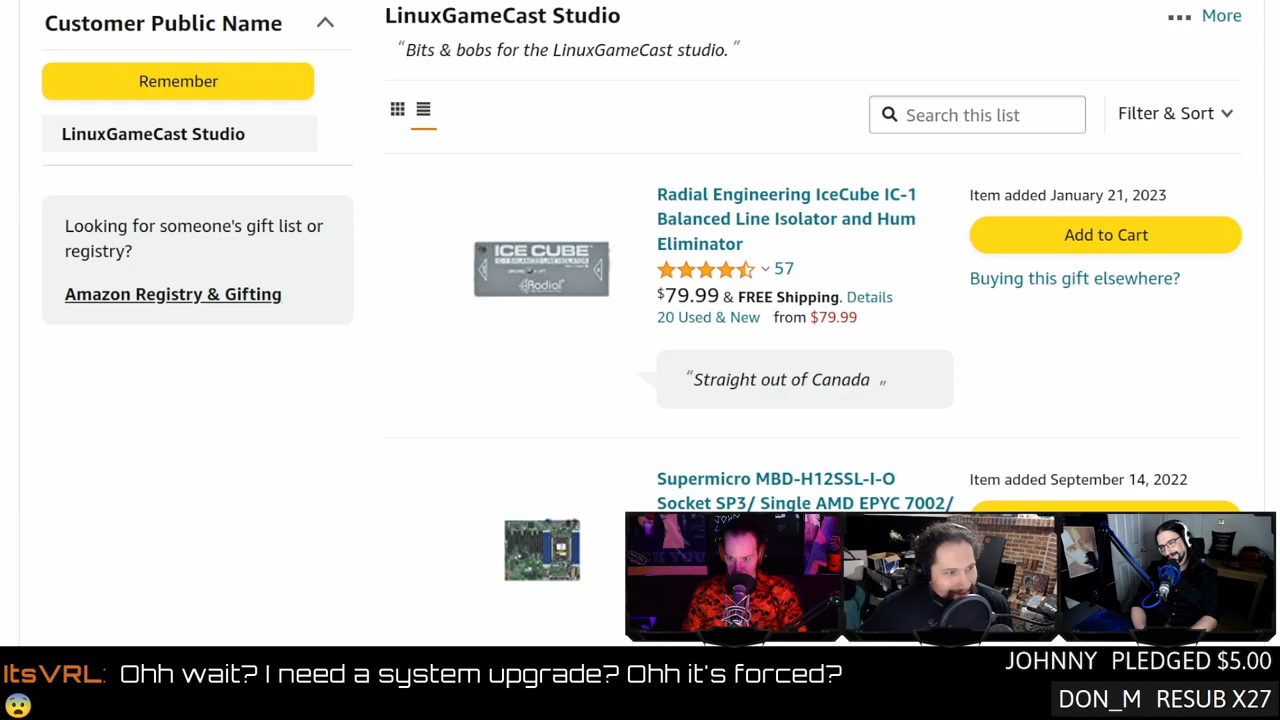 Customer Public Name
Remember
LinuxGameCast Studio
Looking for someone's gift list or
registry?
Amazon Registry & Gifting
LinuxGameCast Studio
More
"Bits & bobs for the LinuxGameCast studio. "
Search this list
Filter & Sort
ICE CUBE
IC-1 BALANCED LINE ISOLATOR
Radial
Radial Engineering IceCube IC-1
Balanced Line Isolator and Hum
Eliminator
57
$79.99 & FREE Shipping. Details
20 Used & New from $79.99
"Straight out of Canada "
Item added January 21, 2023
Add to Cart
Buying this gift elsewhere?
Supermicro MBD-H12SSL-I-O
Socket SP3/ Single AMD EPYC 7002/
Item added September 14, 2022
ItsVRL: Ohh wait? I need a system upgrade? Ohh it's forced?
😨
JOHNNY PLEDGED $5.00
DON_M RESUB X27